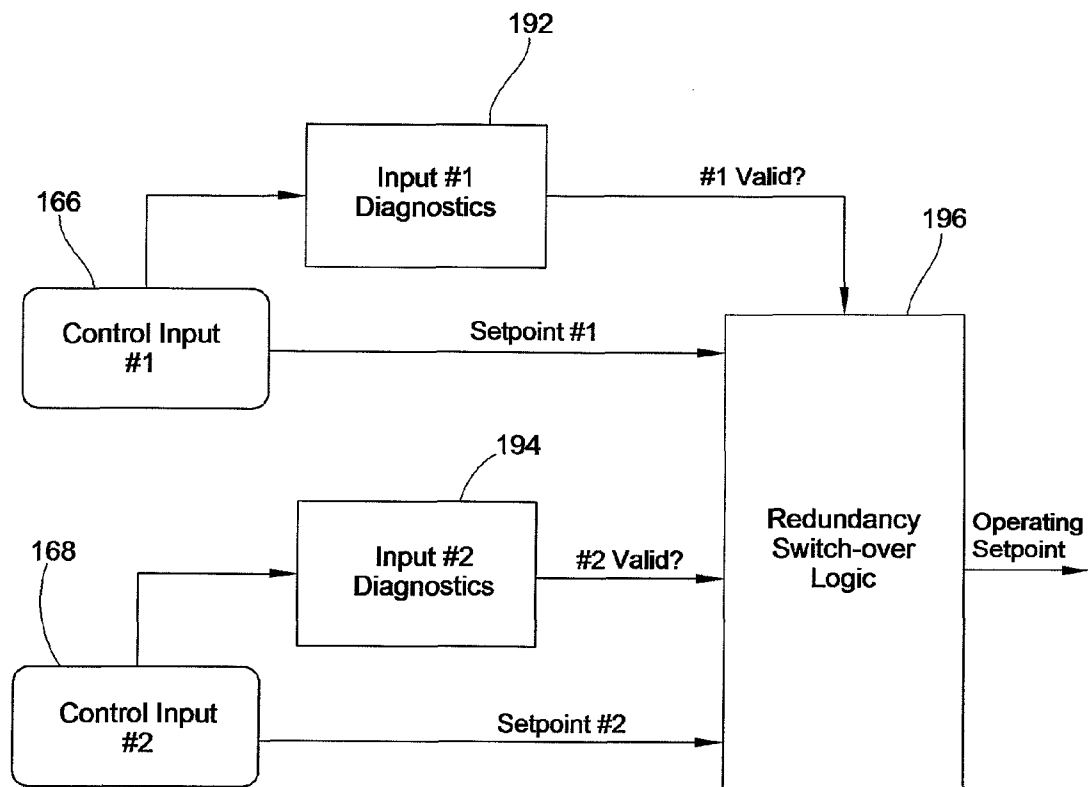 192
Input #1
Diagnostics
#1 Valid?
166
196
Control Input
#1
Setpoint #1
194
Input #2
Diagnostics
#2 Valid?
Redundancy
Switch-over
Logic
Operating
Setpoint
168
Control Input
#2
Setpoint #2